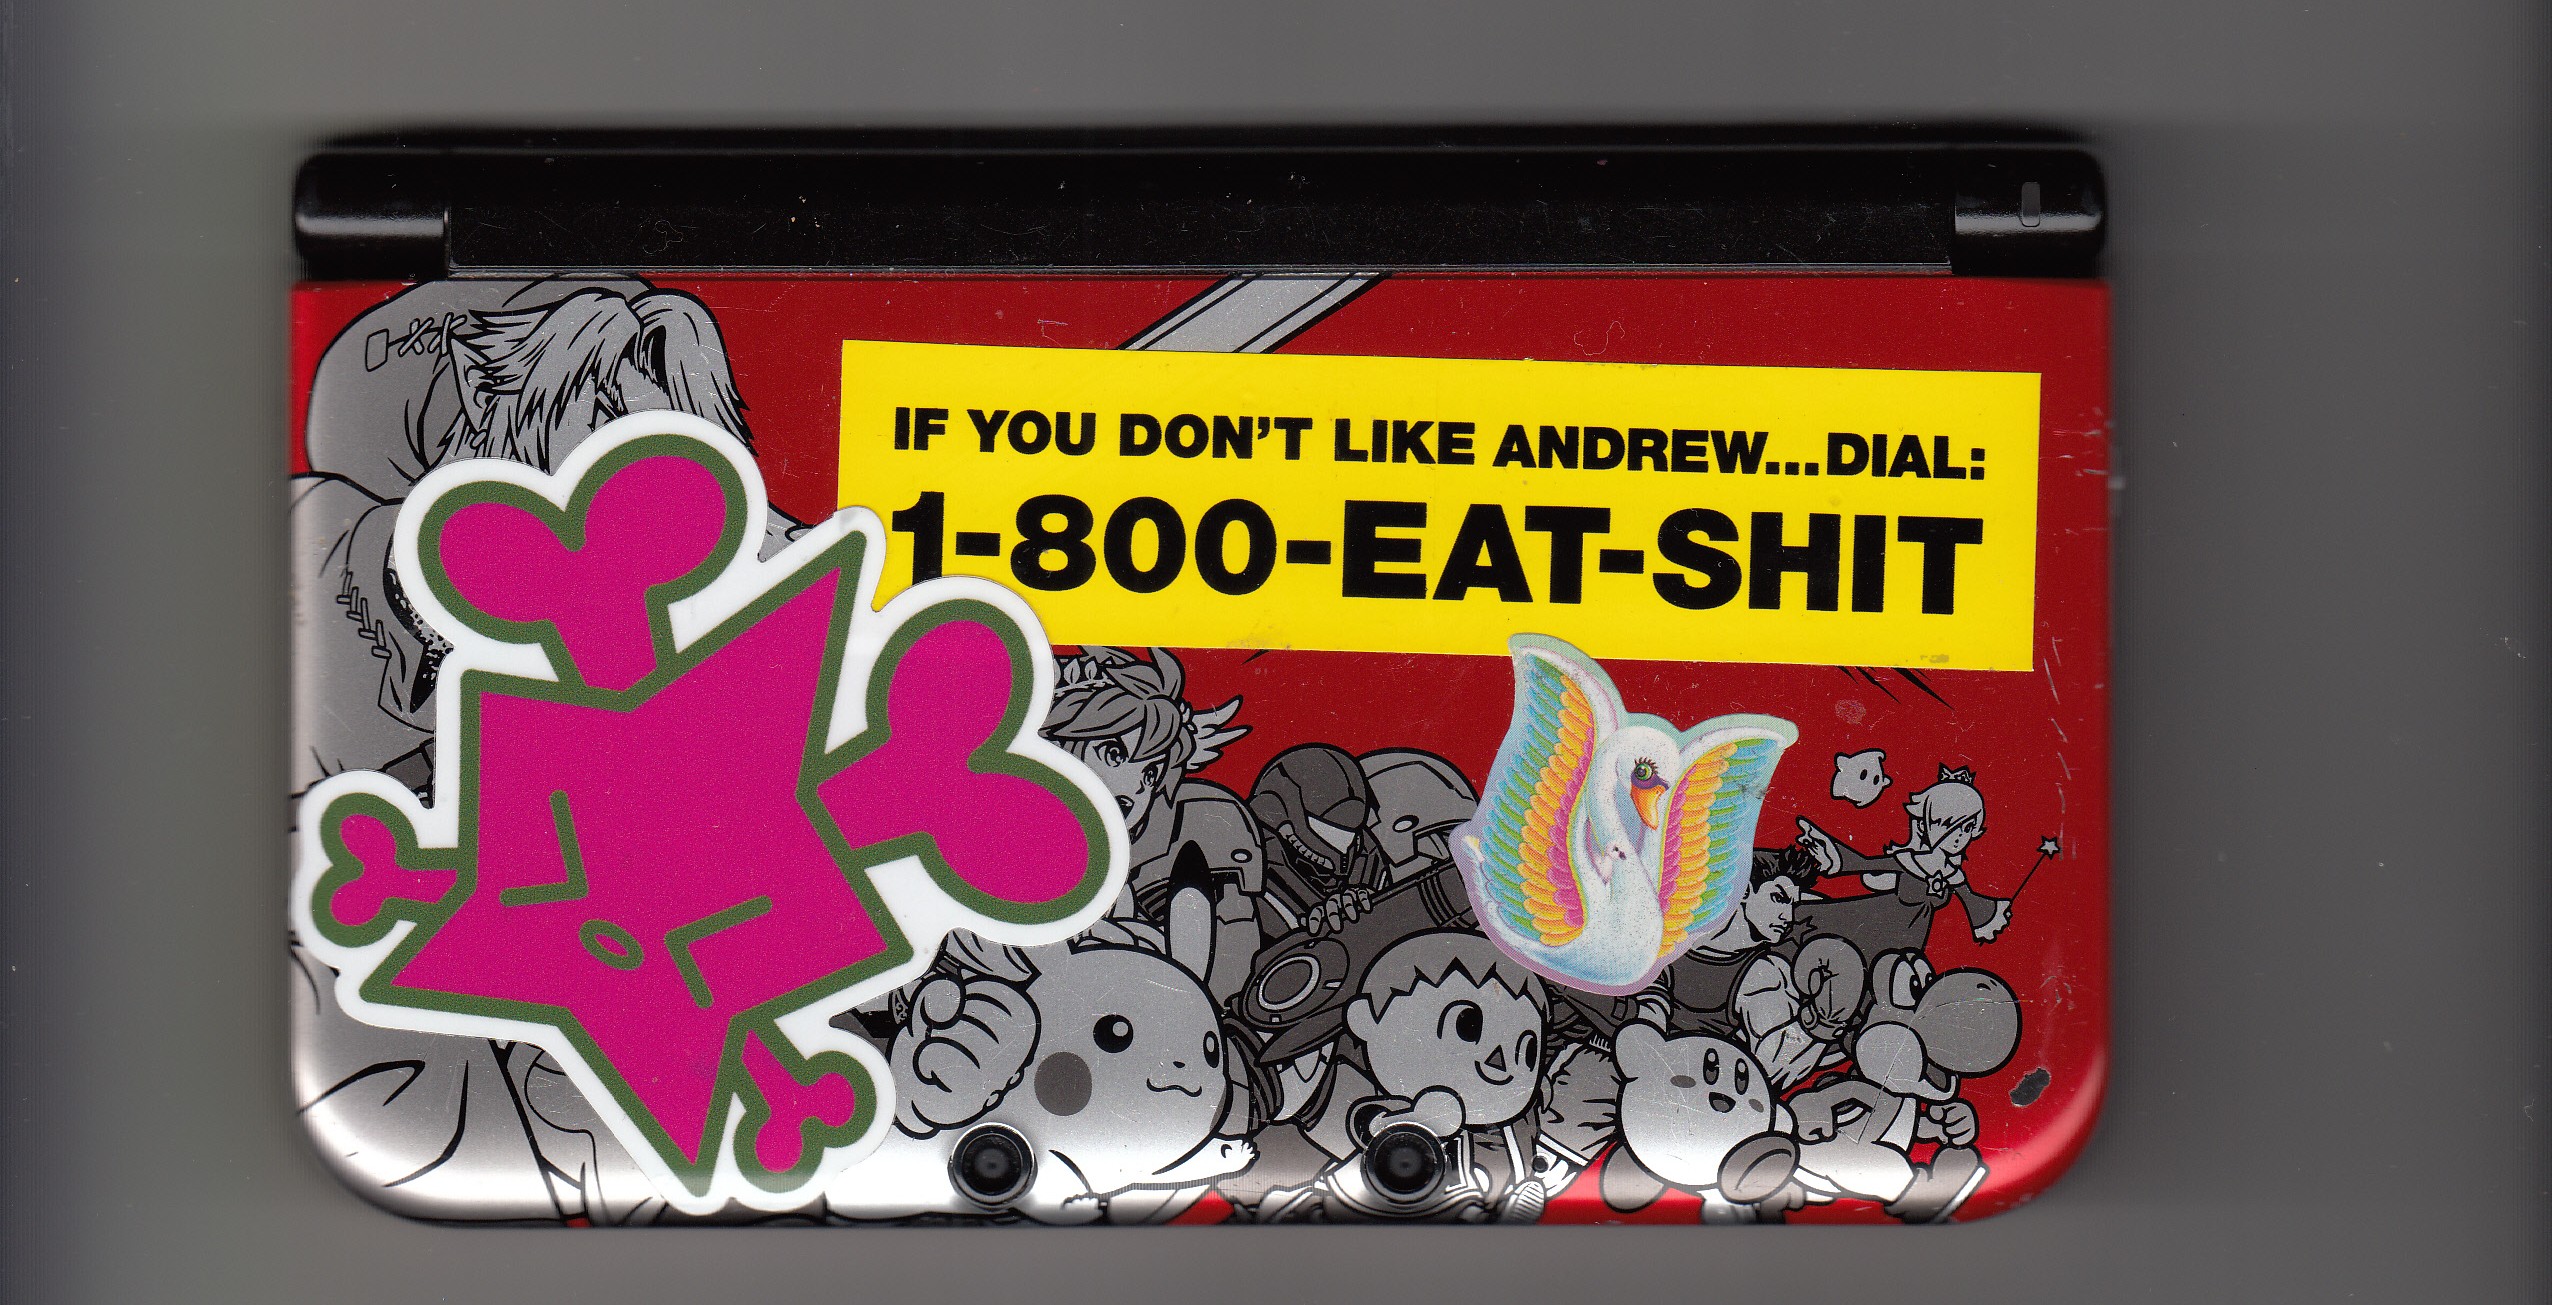 IF YOU DON'T LIKE ANDREW...DIAL:
1-800-EAT-SHIT